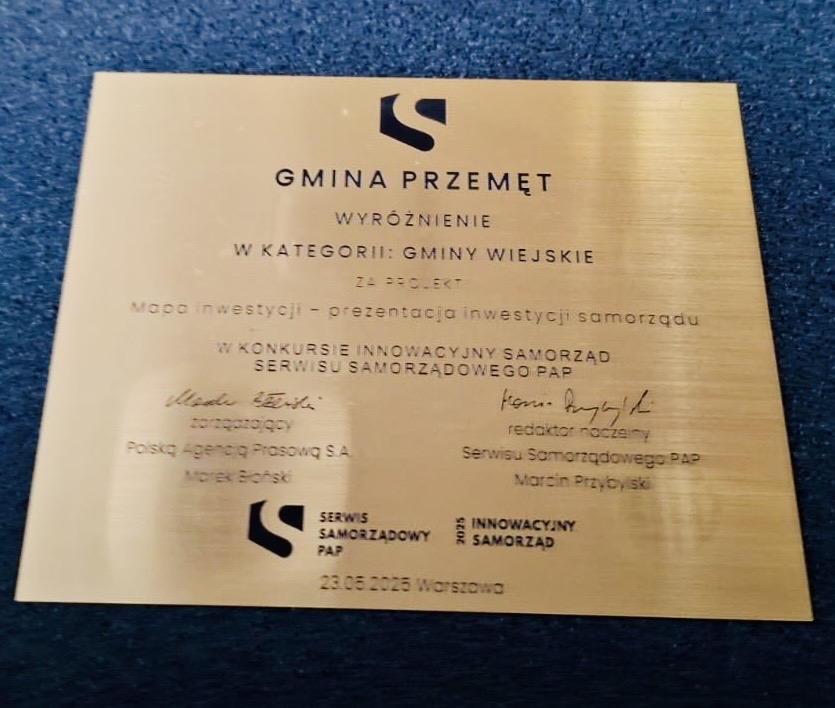 GMINA PRZEMĘT
WYRÓŻNIENIE
W KATEGORII: GMINY WIEJSKIE
ZA PROJEKT
Mapa inwestycji – prezentacja inwestycji samorządu
W KONKURSIE INNOWACYJNY SAMORZĄD
SERWISU SAMORZĄDOWEGO PAP
zarządzający
Polską Agencją Prasową S.A.
Marek Błoński
redaktor naczelny
Serwisu Samorządowego PAP
Marcin Przybylski
SERWIS
SAMORZĄDOWY
PAP
2025
INNOWACYJNY
SAMORZĄD
23.05.2025 Warszawa